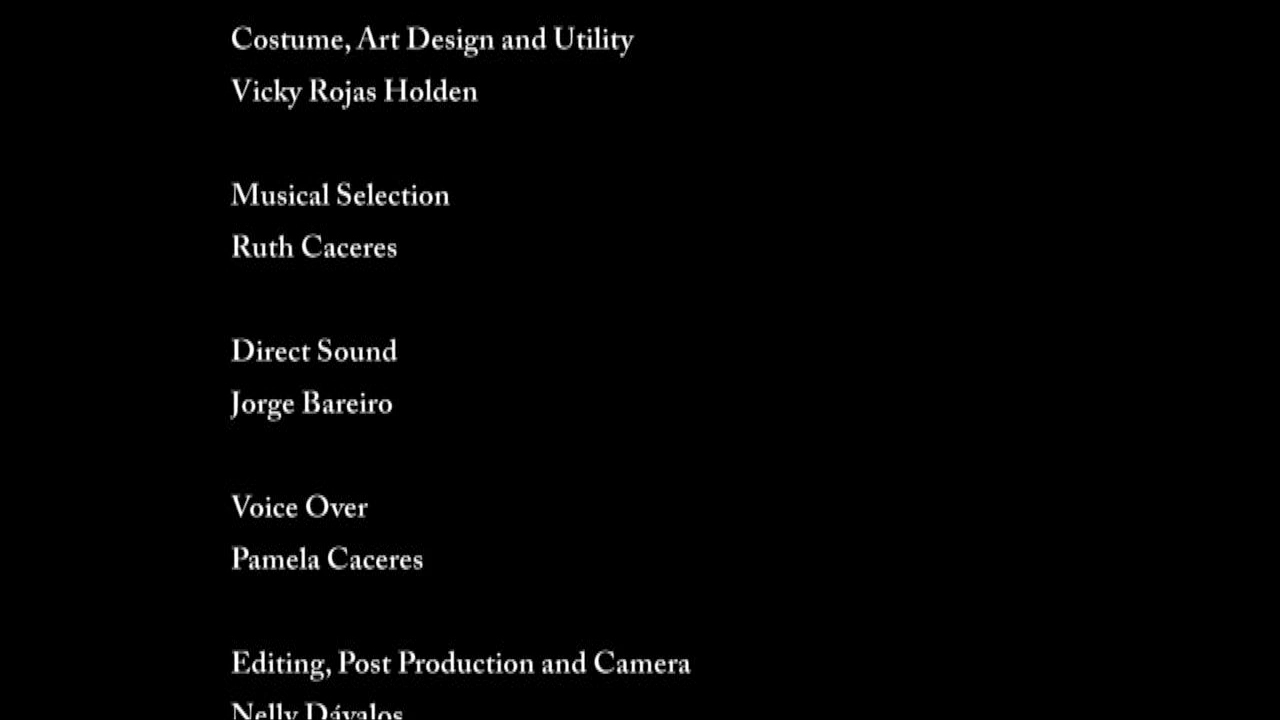 Costume, Art Design and Utility
Vicky Rojas Holden
Musical Selection
Ruth Caceres
Direct Sound
Jorge Bareiro
Voice Over
Pamela Caceres
Editing, Post Production and Camera
Nelly Dávalos